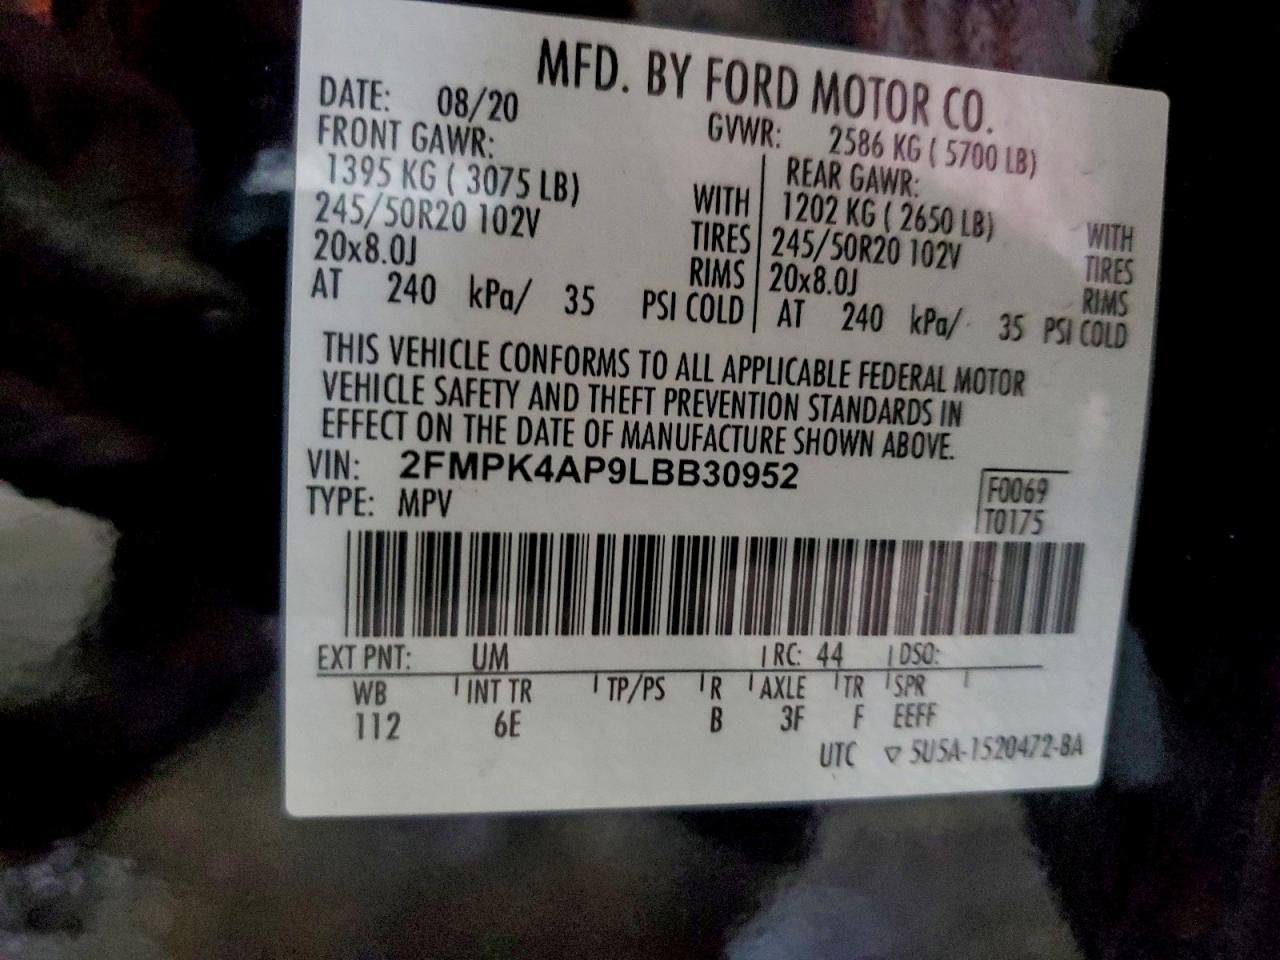 MFD. BY FORD MOTOR CO.
DATE: 08/20 GVWR: 2586 KG ( 5700 LB)
FRONT GAWR: REAR GAWR:
1395 KG ( 3075 LB) WITH 1202 KG ( 2650 LB) WITH
245/50R20 102V TIRES 245/50R20 102V TIRES
20x8.0J RIMS 20x8.0J RIMS
AT 240 kPa/ 35 PSI COLD AT 240 kPa/ 35 PSI COLD
THIS VEHICLE CONFORMS TO ALL APPLICABLE FEDERAL MOTOR
VEHICLE SAFETY AND THEFT PREVENTION STANDARDS IN
EFFECT ON THE DATE OF MANUFACTURE SHOWN ABOVE.
VIN: 2FMPK4AP9LBB30952
TYPE: MPV
F0069
T0175
EXT PNT: UM RC: 44 DSO:
WB INT TR TP/PS R AXLE TR SPR
112 6E B 3F F EEFF
UTC ▽ 5U5A-1520472-BA